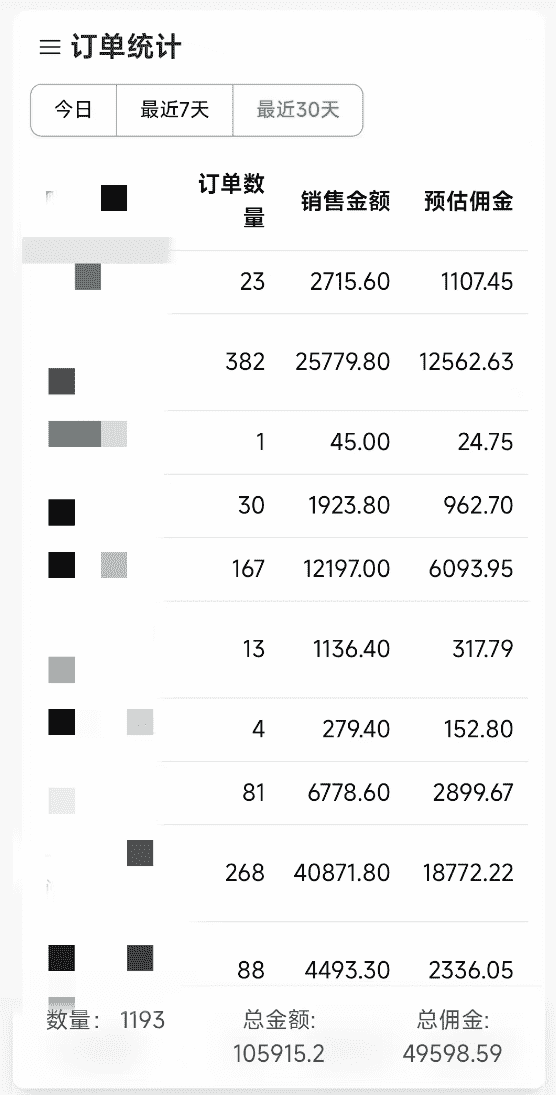 订单统计
今日 最近7天 最近30天
订单数
量 销售金额 预估佣金
23 2715.60 1107.45
382 25779.80 12562.63
1 45.00 24.75
30 1923.80 962.70
167 12197.00 6093.95
13 1136.40 317.79
4 279.40 152.80
81 6778.60 2899.67
268 40871.80 18772.22
88 4493.30 2336.05
数量: 1193 总金额: 总佣金:
105915.2 49598.59